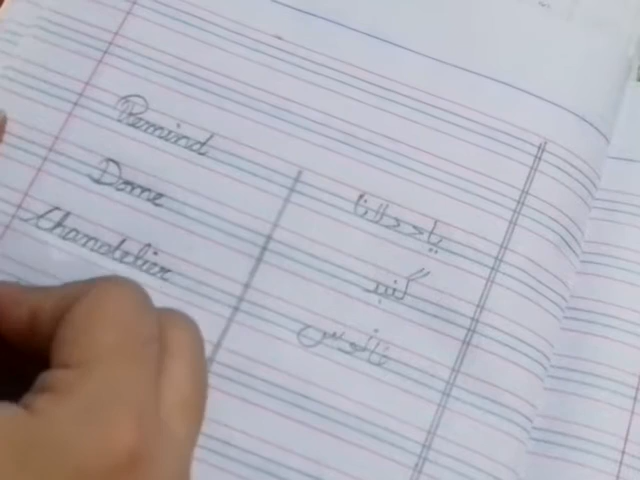 Remind
یاد دلانا
Dome
گنبد
Chandelier
فانوس